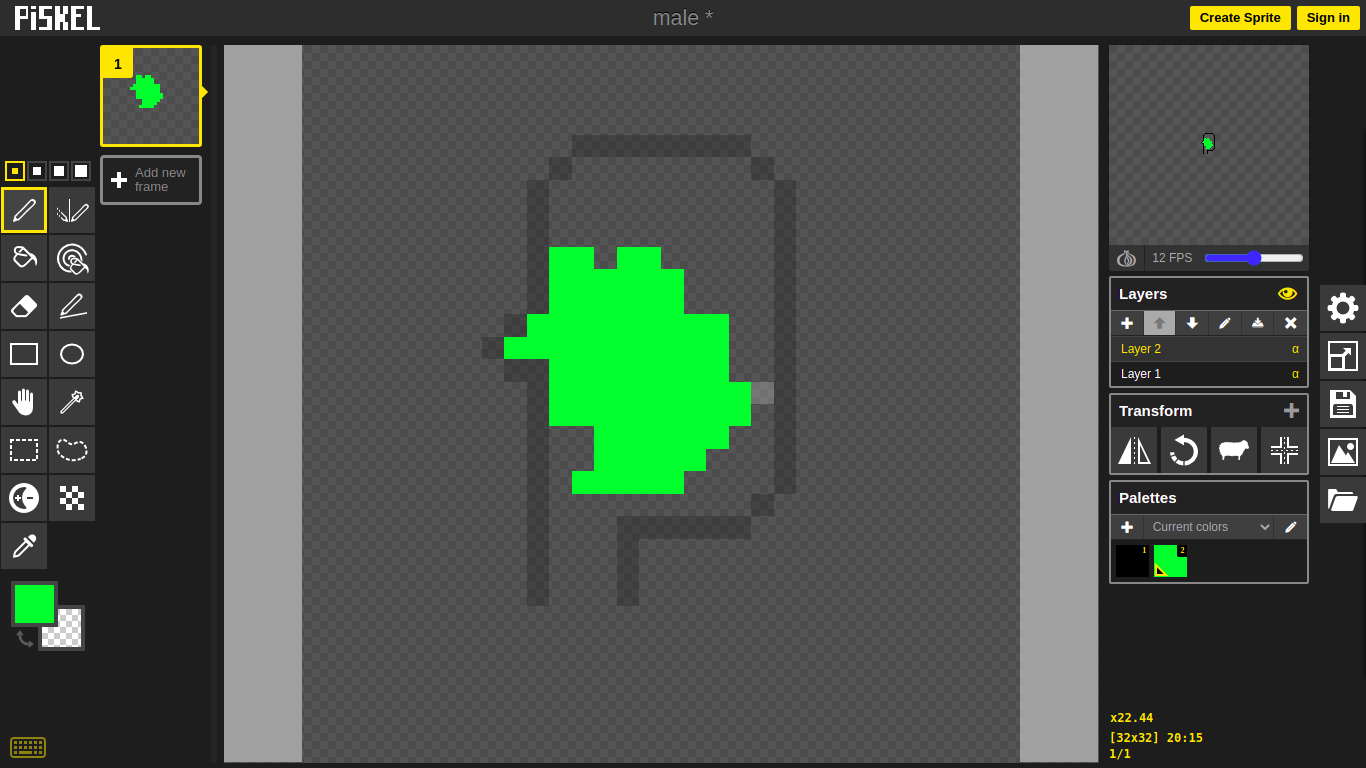 PiSKEL
male *
Create Sprite
Sign in
1
Add new
frame
12 FPS
Layers
Layer 2
α
Layer 1
α
Transform
Palettes
Current colors
1
2
x22.44
[32x32] 20:15
1/1